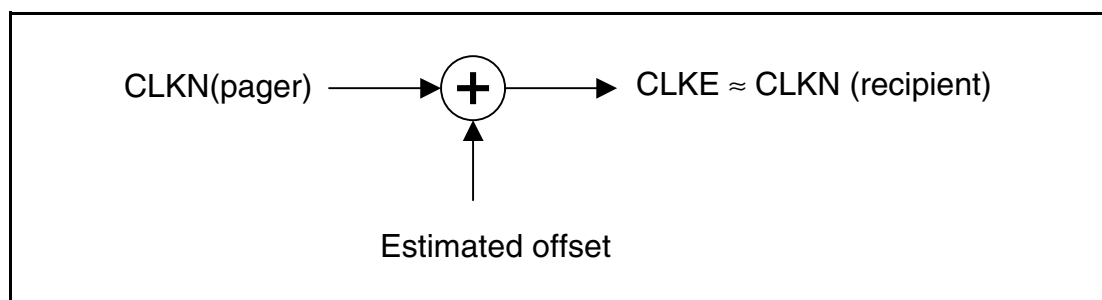 CLKN(pager)
+
CLKE ≈ CLKN (recipient)
Estimated offset